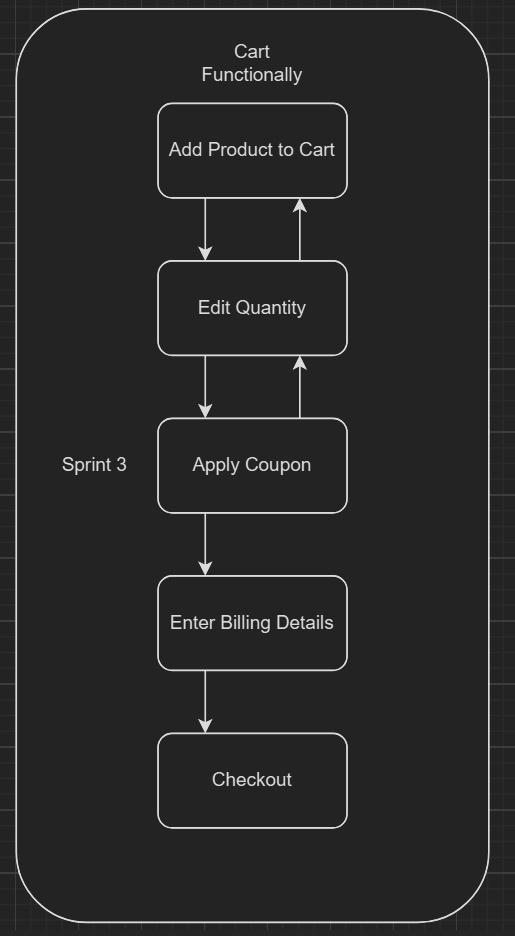 Cart
Functionally
Add Product to Cart
Edit Quantity
Sprint 3
Apply Coupon
Enter Billing Details
Checkout